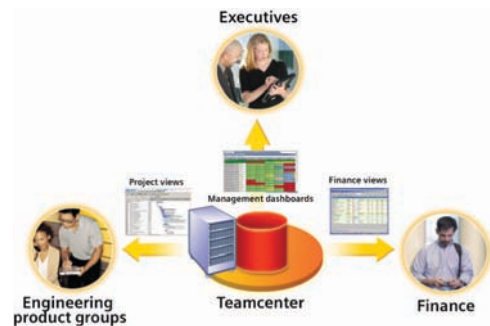 Executives
Project views
Finance views
Management dashboards
Engineering
product groups
Teamcenter
Finance